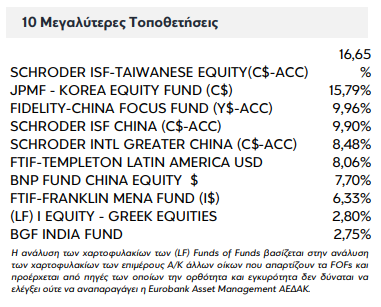 10 Μεγαλύτερες Τοποθετήσεις
16,65
SCHRODER ISF-TAIWANESE EQUITY(C$-ACC) %
JPMF - KOREA EQUITY FUND (C$) 15,79%
FIDELITY-CHINA FOCUS FUND (Y$-ACC) 9,96%
SCHRODER ISF CHINA (C$-ACC) 9,90%
SCHRODER INTL GREATER CHINA (C$-ACC) 8,48%
FTIF-TEMPLETON LATIN AMERICA USD 8,06%
BNP FUND CHINA EQUITY $ 7,70%
FTIF-FRANKLIN MENA FUND (I$) 6,33%
(LF) I EQUITY - GREEK EQUITIES 2,80%
BGF INDIA FUND 2,75%
Η ανάλυση των χαρτοφυλακίων των (LF) Funds of Funds βασίζεται στην ανάλυση
των χαρτοφυλακίων των επιμέρους Α/Κ άλλων οίκων που απαρτίζουν τα FOFs και
προέρχεται από πηγές των οποίων την ορθότητα και εγκυρότητα δεν δύναται να
ελέγξει ούτε να αναπαραγάγει η Eurobank Asset Management ΑΕΔΑΚ.